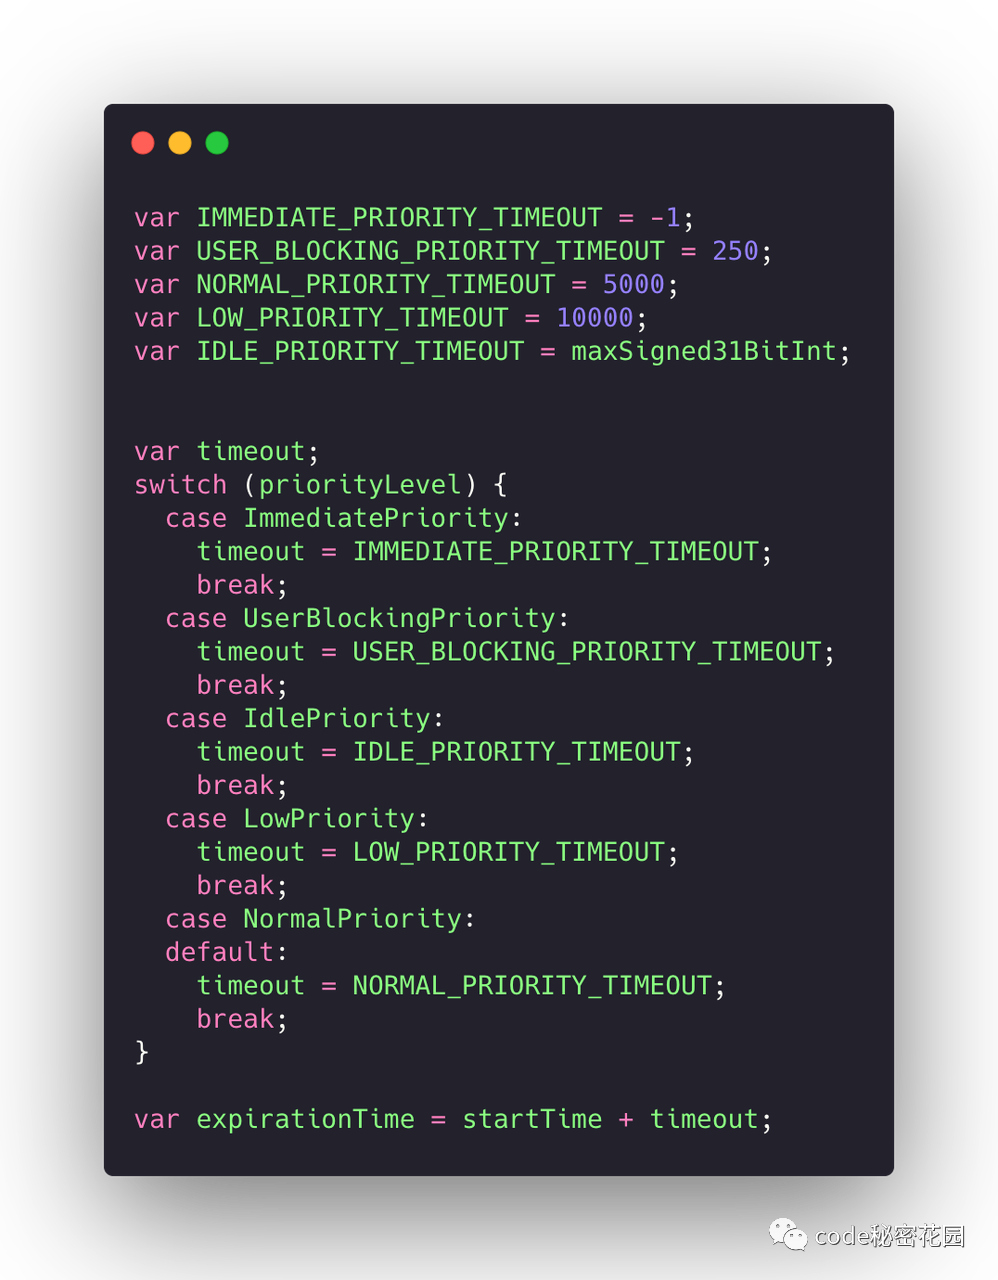 var IMMEDIATE_PRIORITY_TIMEOUT = -1;
var USER_BLOCKING_PRIORITY_TIMEOUT = 250;
var NORMAL_PRIORITY_TIMEOUT = 5000;
var LOW_PRIORITY_TIMEOUT = 10000;
var IDLE_PRIORITY_TIMEOUT = maxSigned31BitInt;


var timeout;
switch (priorityLevel) {
  case ImmediatePriority:
    timeout = IMMEDIATE_PRIORITY_TIMEOUT;
    break;
  case UserBlockingPriority:
    timeout = USER_BLOCKING_PRIORITY_TIMEOUT;
    break;
  case IdlePriority:
    timeout = IDLE_PRIORITY_TIMEOUT;
    break;
  case LowPriority:
    timeout = LOW_PRIORITY_TIMEOUT;
    break;
  case NormalPriority:
  default:
    timeout = NORMAL_PRIORITY_TIMEOUT;
    break;
}

var expirationTime = startTime + timeout;
code秘密花园